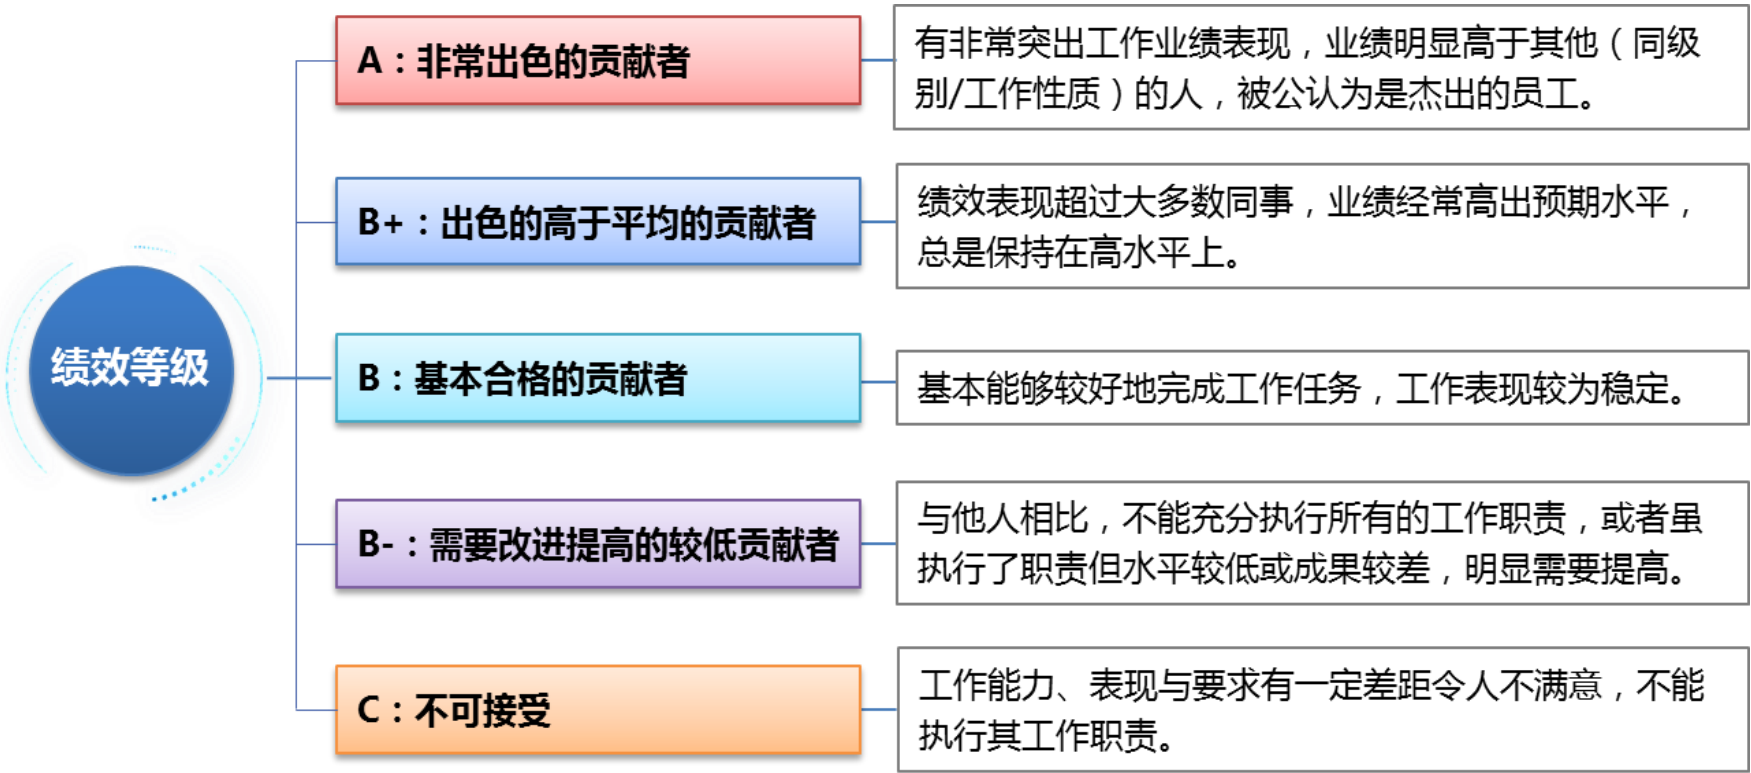 绩效等级
A：非常出色的贡献者
有非常突出工作业绩表现，业绩明显高于其他（同级
别/工作性质）的人，被公认为是杰出的员工。
B+：出色的高于平均的贡献者
绩效表现超过大多数同事，业绩经常高出预期水平，
总是保持在高水平上。
B：基本合格的贡献者
基本能够较好地完成工作任务，工作表现较为稳定。
B-：需要改进提高的较低贡献者
与他人相比，不能充分执行所有的工作职责，或者虽
执行了职责但水平较低或成果较差，明显需要提高。
C：不可接受
工作能力、表现与要求有一定差距令人不满意，不能
执行其工作职责。